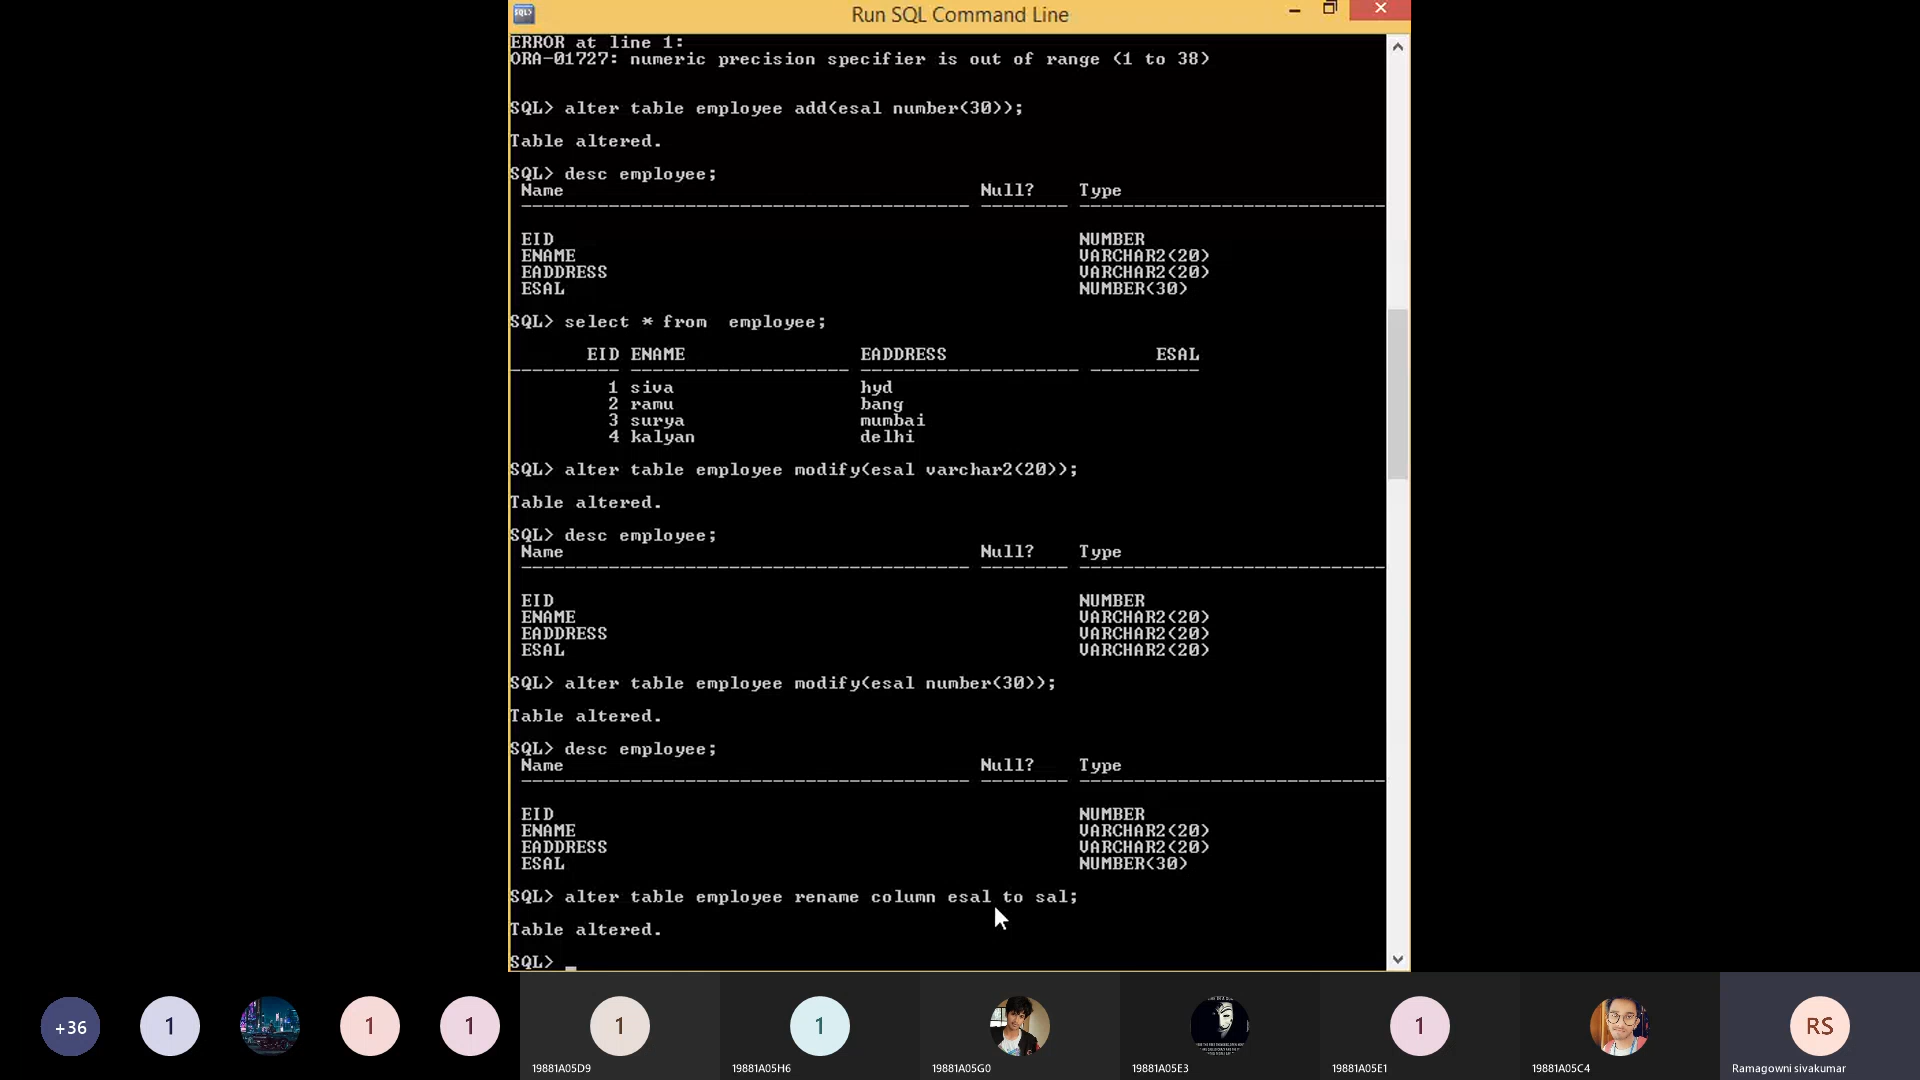 Run SQL Command Line
ERROR at line 1:
ORA-01727: numeric precision specifier is out of range (1 to 38)
SQL> alter table employee add(esal number(30));
Table altered.
SQL> desc employee;
Name Null? Type
EID NUMBER
ENAME VARCHAR2(20)
EADDRESS VARCHAR2(20)
ESAL NUMBER(30)
SQL> select * from  employee;
EID ENAME EADDRESS ESAL
1 siva hyd
2 ramu bang
3 surya mumbai
4 kalyan delhi
SQL> alter table employee modify(esal varchar2(20));
Table altered.
SQL> desc employee;
Name Null? Type
EID NUMBER
ENAME VARCHAR2(20)
EADDRESS VARCHAR2(20)
ESAL VARCHAR2(20)
SQL> alter table employee modify(esal number(30));
Table altered.
SQL> desc employee;
Name Null? Type
EID NUMBER
ENAME VARCHAR2(20)
EADDRESS VARCHAR2(20)
ESAL NUMBER(30)
SQL> alter table employee rename column esal to sal;
Table altered.
SQL> _
+36 1 1 1 1 1 1 RS
19881A05D9 19881A05H6 19881A05G0 19881A05E3 19881A05E1 19881A05C4 Ramagowni sivakumar